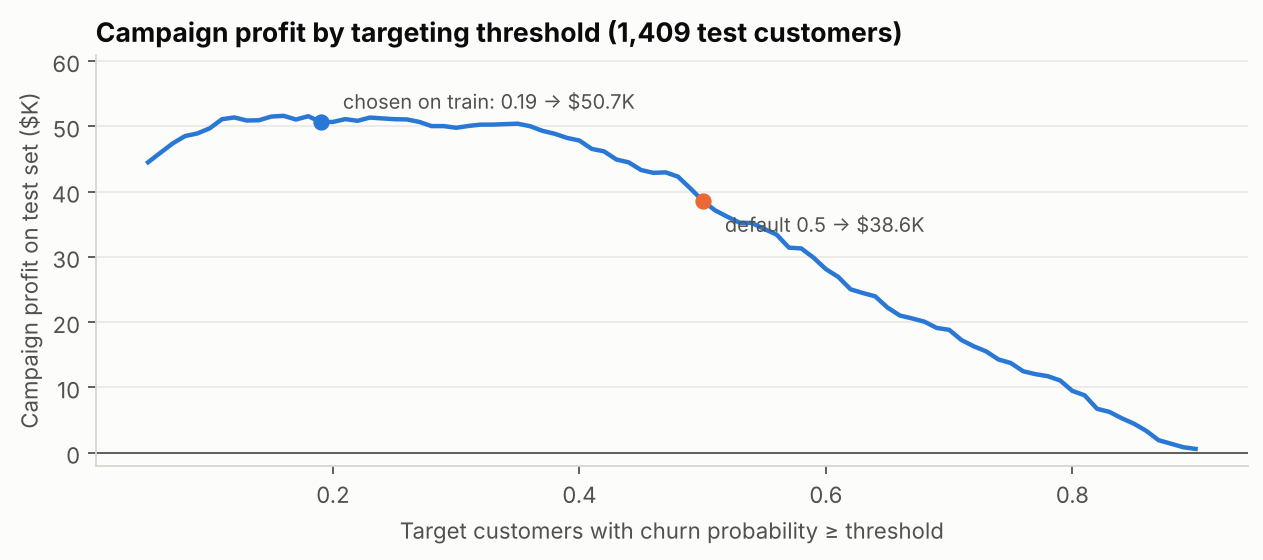 Campaign profit by targeting threshold (1,409 test customers)
Campaign profit on test set ($K)
60
50
40
30
20
10
0
chosen on train: 0.19 → $50.7K
default 0.5 → $38.6K
0.2 0.4 0.6 0.8
Target customers with churn probability ≥ threshold